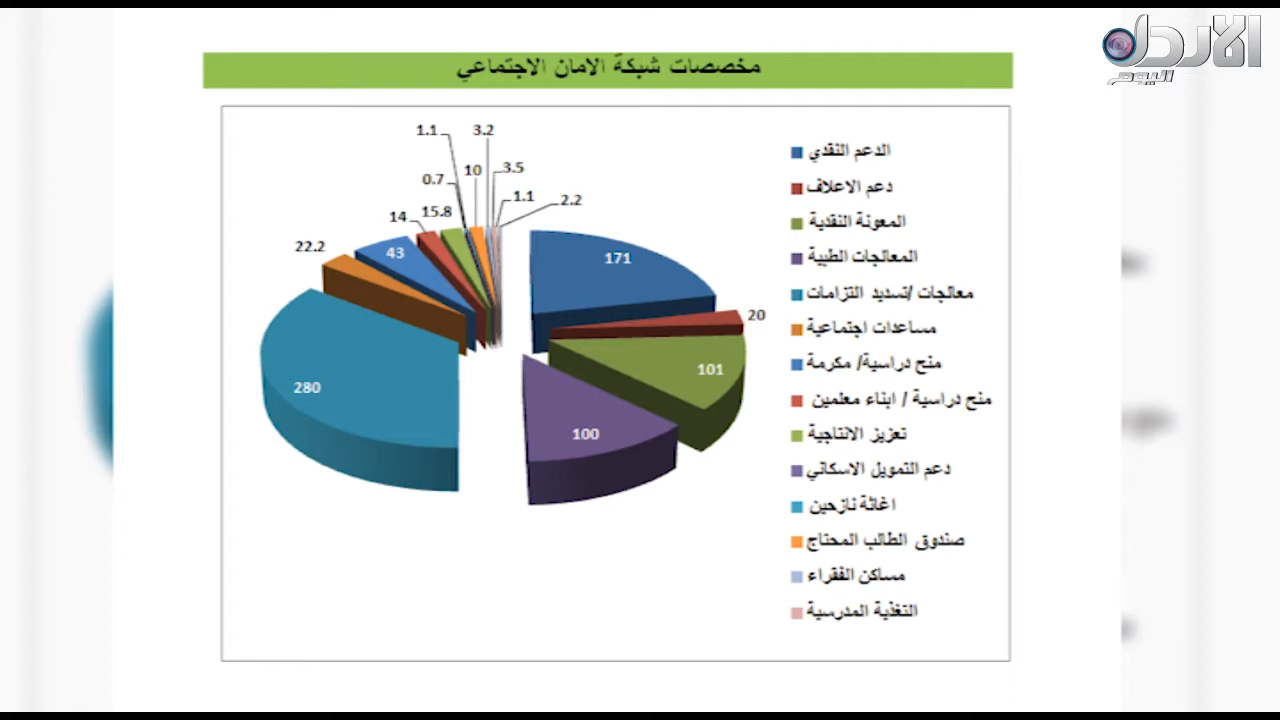 الاردن
اليوم
مخصصات شبكة الامان الاجتماعي
1.1
3.2
0.7
10
3.5
14
15.8
1.1
2.2
22.2
43
171
20
101
280
100
الدعم النقدي
دعم الاعلاف
المعونة النقدية
المعالجات الطبية
معالجات /تسديد التزامات
مساعدات اجتماعية
منح دراسية/ مكرمة
منح دراسية / ابناء معلمين
تعزيز الانتاجية
دعم التمويل الاسكاني
اغاثة نازحين
صندوق الطالب المحتاج
مساكن الفقراء
التغذية المدرسية